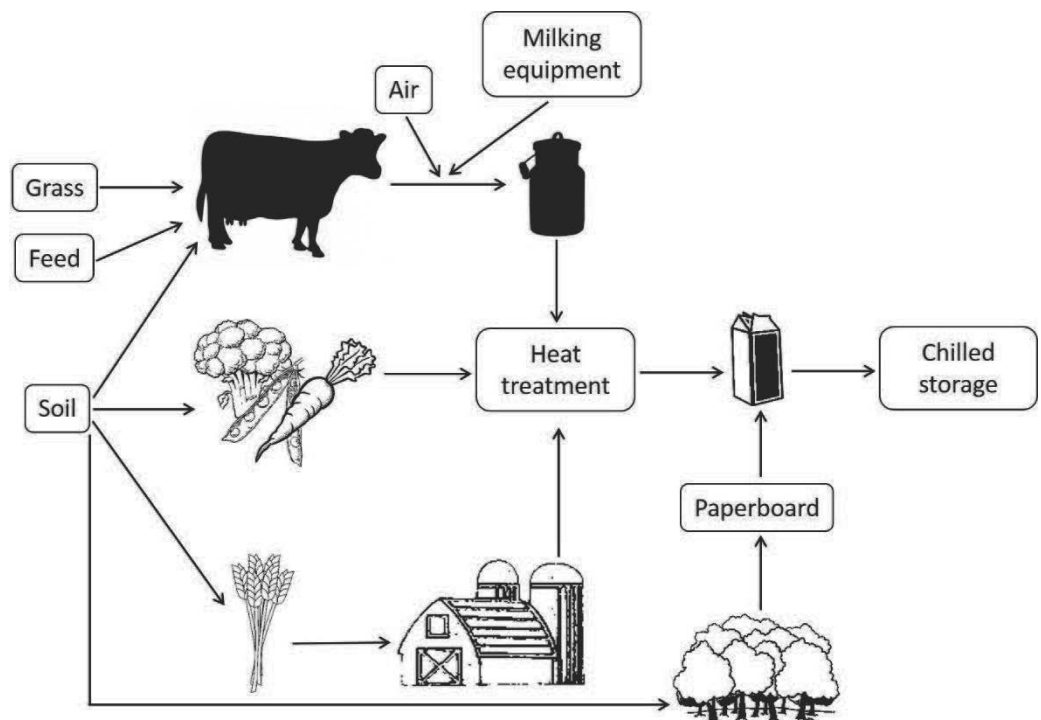 Milking
equipment
Air
Grass
Feed
Soil
Heat
treatment
Chilled
storage
Paperboard